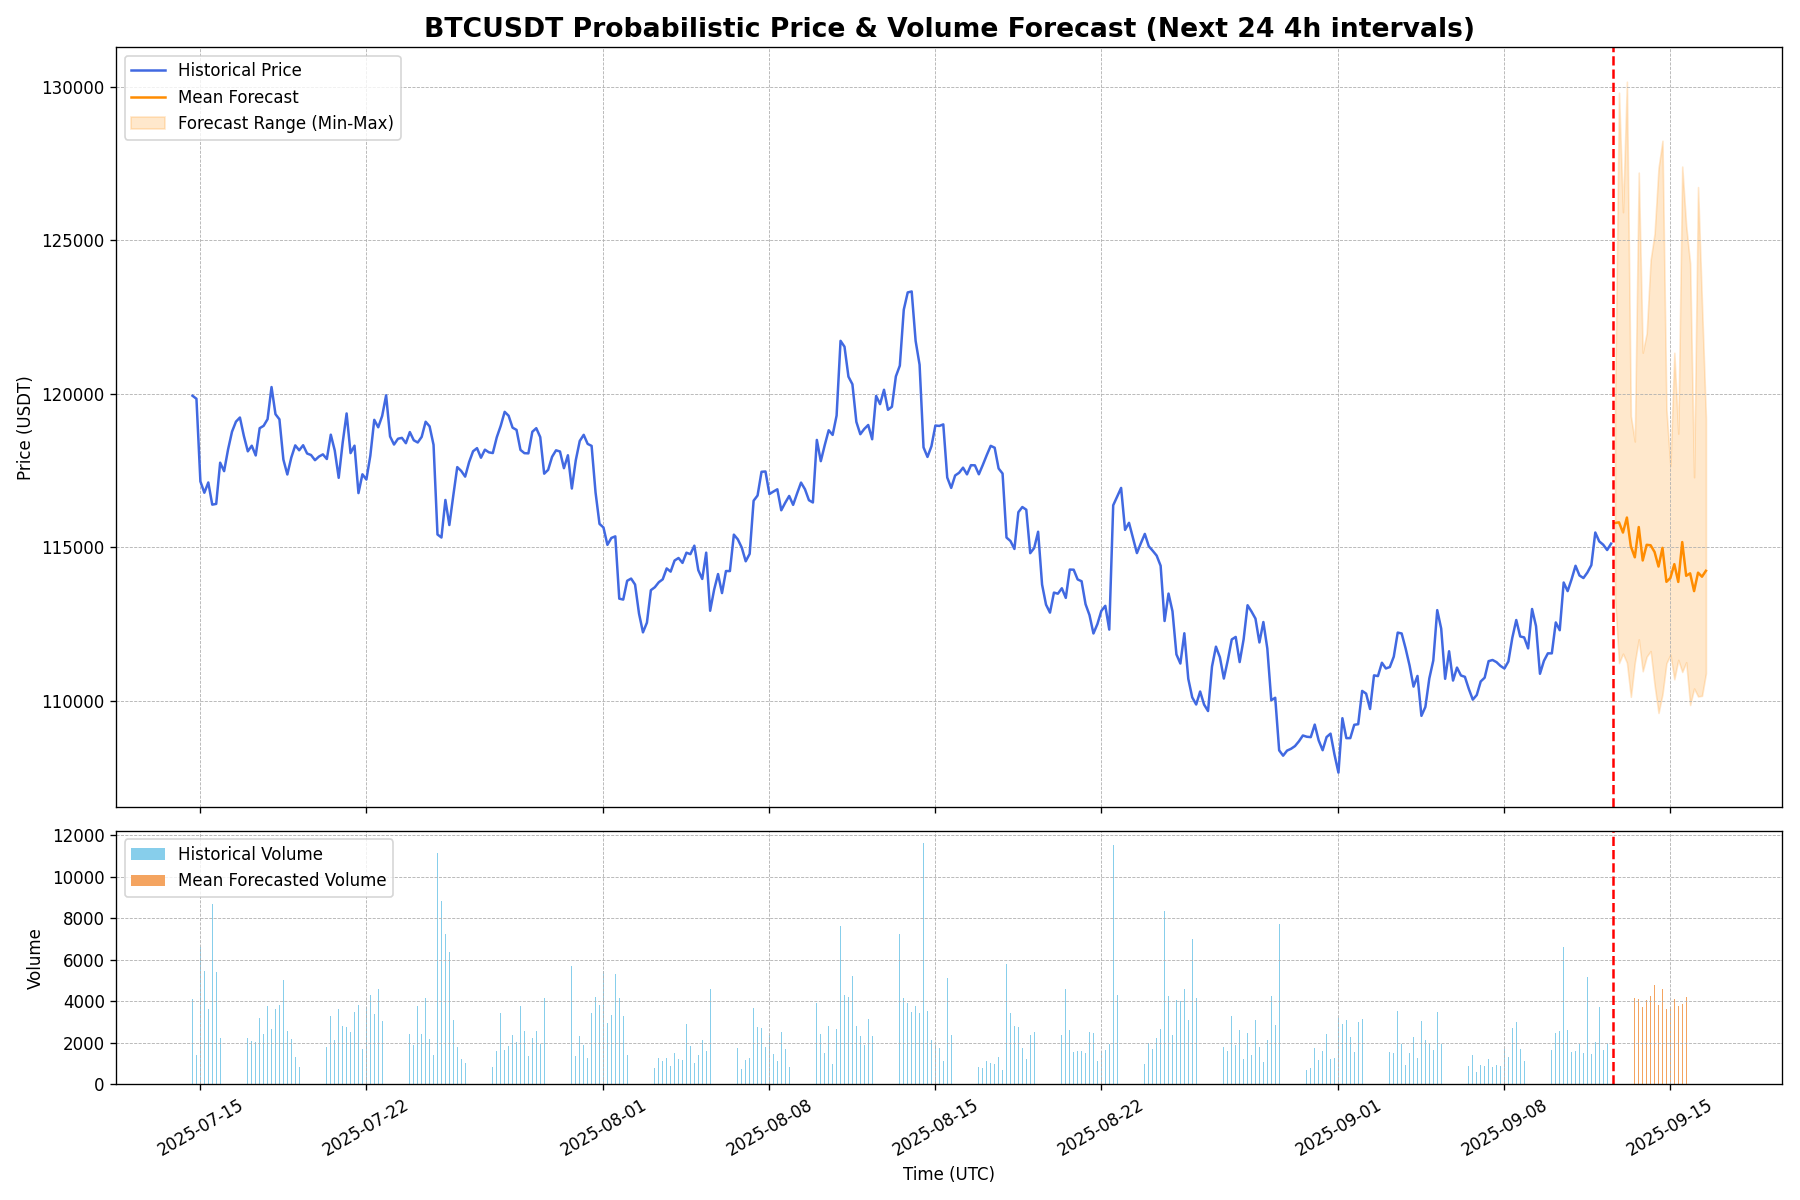 BTCUSDT Probabilistic Price & Volume Forecast (Next 24 4h intervals)
Historical Price
Mean Forecast
Forecast Range (Min-Max)
130000
125000
120000
115000
110000
Price (USDT)
Historical Volume
Mean Forecasted Volume
12000
10000
8000
6000
4000
2000
0
Volume
2025-07-15
2025-07-22
2025-08-01
2025-08-08
2025-08-15
2025-08-22
2025-09-01
2025-09-08
2025-09-15
Time (UTC)